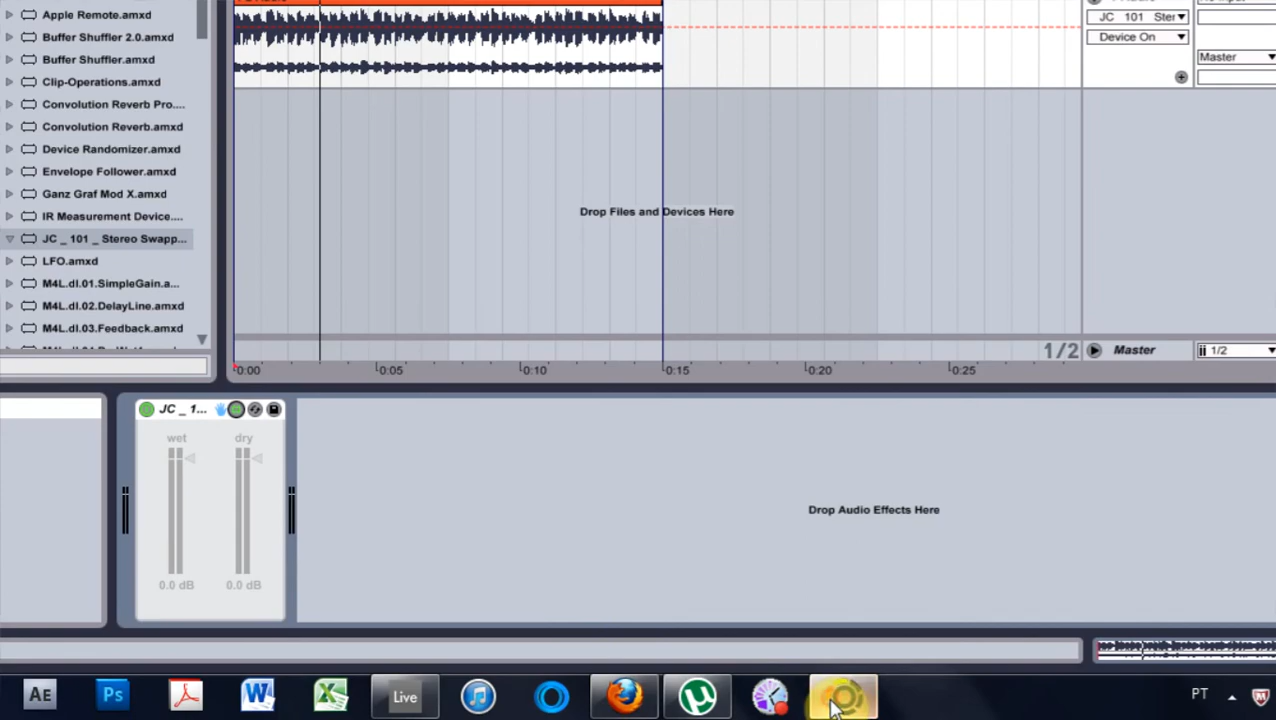 Apple Remote.amxd
Buffer Shuffler 2.0.amxd
Buffer Shuffler.amxd
Clip-Operations.amxd
Convolution Reverb Pro....
Convolution Reverb.amxd
Device Randomizer.amxd
Envelope Follower.amxd
Ganz Graf Mod X.amxd
IR Measurement Device....
JC _ 101 _ Stereo Swapp...
LFO.amxd
M4L.dl.01.SimpleGain.a...
M4L.dl.02.DelayLine.amxd
M4L.dl.03.Feedback.amxd
JC 101 Ster
Device On
Master
Drop Files and Devices Here
1/2 Master 1/2
0:00 0:05 0:10 0:15 0:20 0:25
JC _ 1...
wet dry
0.0 dB 0.0 dB
Drop Audio Effects Here
AE Ps W X Live µ PT